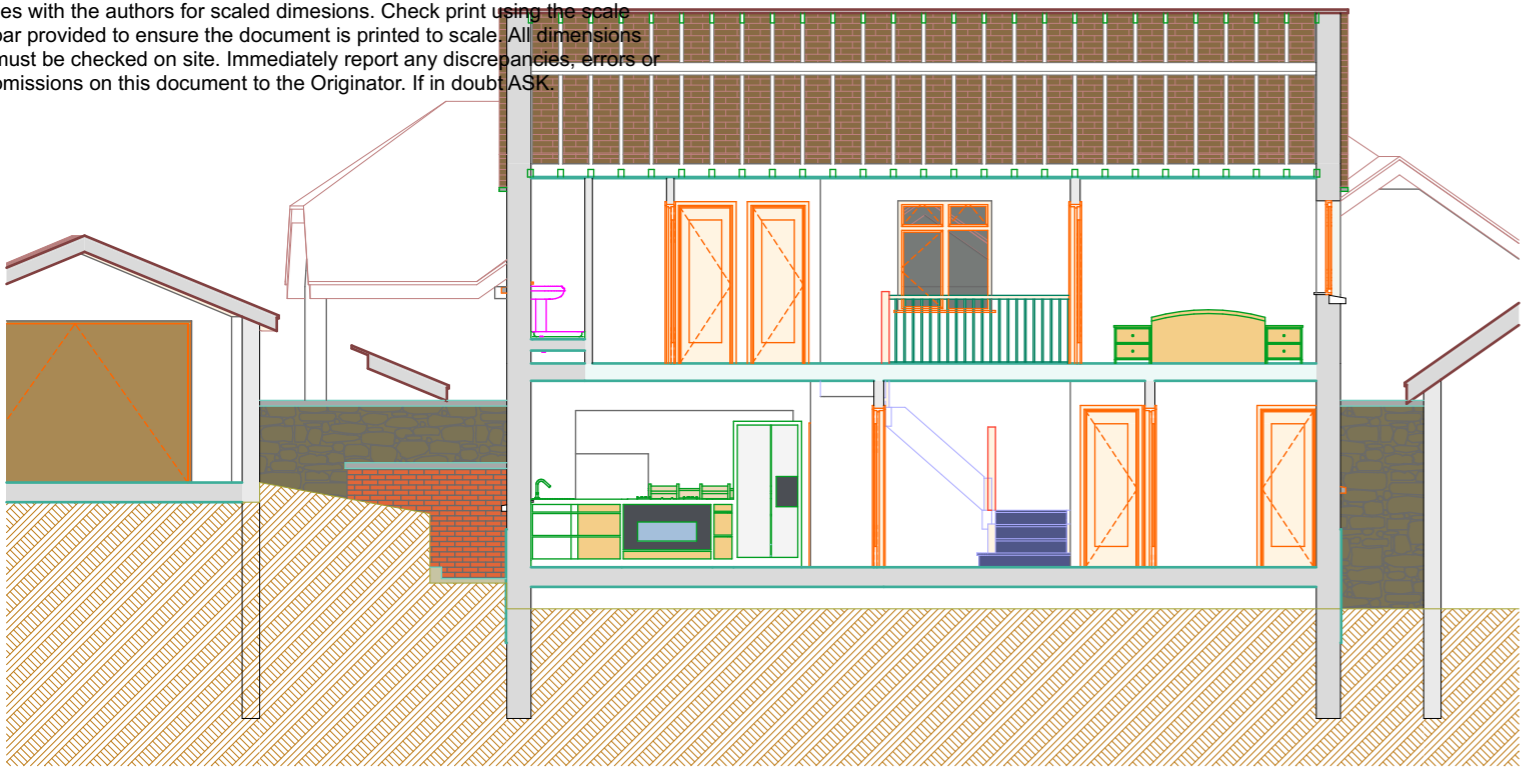 es with the authors for scaled dimesions. Check print using the scale
bar provided to ensure the document is printed to scale. All dimensions
must be checked on site. Immediately report any discrepancies, errors or
omissions on this document to the Originator. If in doubt ASK.